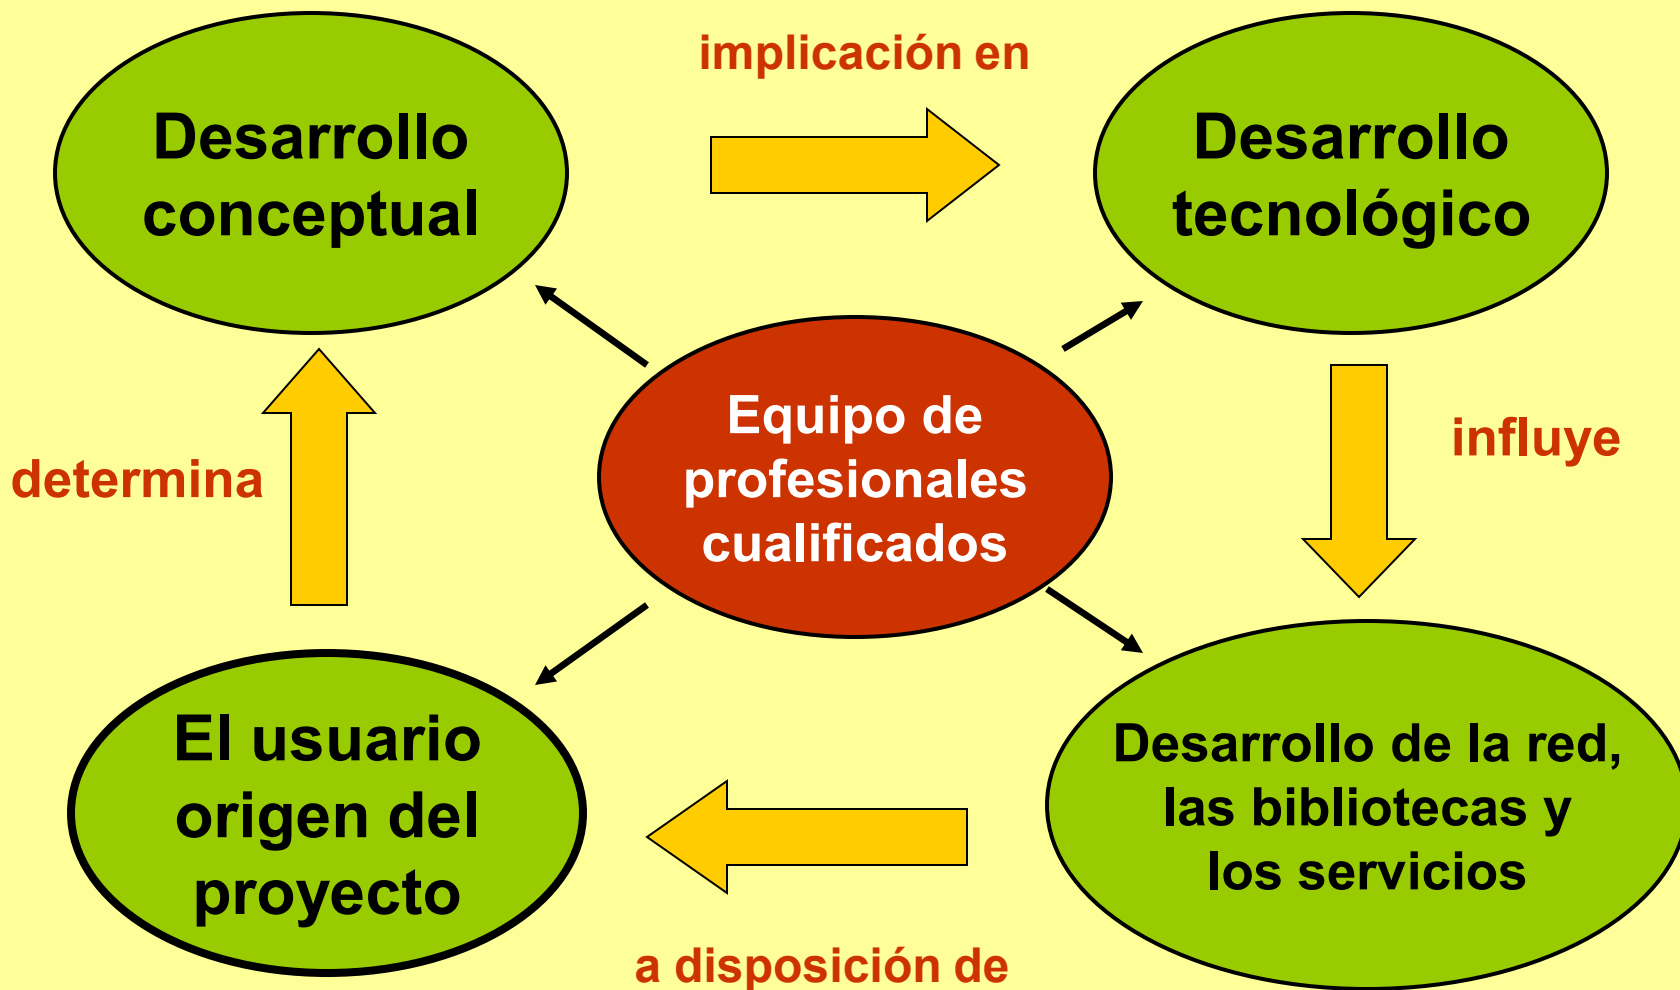 implicación en
Desarrollo
conceptual
Desarrollo
tecnológico
Equipo de
profesionales
cualificados
determina
influye
El usuario
origen del
proyecto
Desarrollo de la red,
las bibliotecas y
los servicios
a disposición de